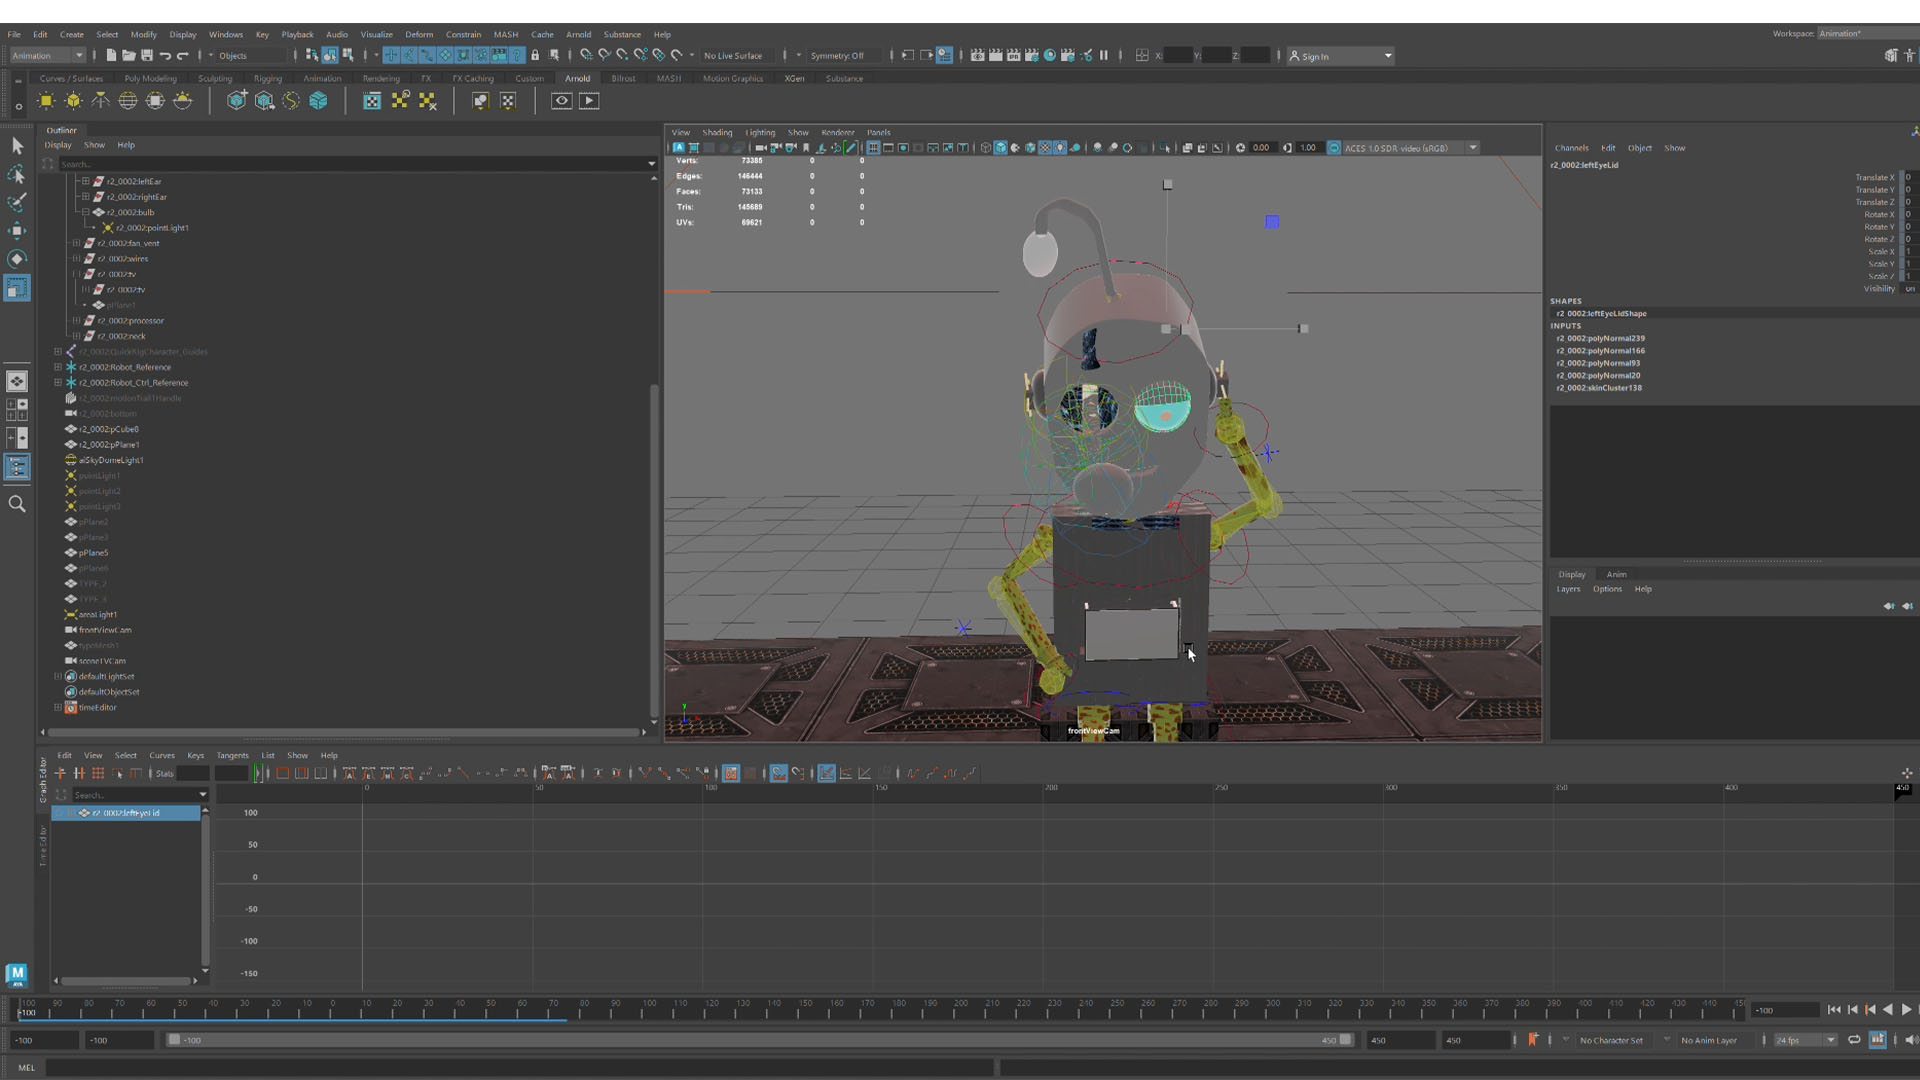 File Edit Create Select Modify Display Windows Key Playback Audio Visualize Deform Constrain MASH Cache Arnold Substance Help
Workspace: Animation*
Animation Objects No Live Surface Symmetry: Off X: Y: Z: Sign In
Curves / Surfaces Poly Modeling Sculpting Rigging Animation Rendering FX FX Caching Custom Arnold Bifrost MASH Motion Graphics XGen Substance
Outliner
Display Show Help
Search...
r2_0002:leftEar
r2_0002:rightEar
r2_0002:bulb
r2_0002:pointLight1
r2_0002:fan_vent
r2_0002:wires
r2_0002:tv
r2_0002:tv
pPlane1
r2_0002:processor
r2_0002:neck
r2_0002:QuickRigCharacter_Guides
r2_0002:Robot_Reference
r2_0002:Robot_Ctrl_Reference
r2_0002:motionTrail1Handle
r2_0002:bottom
r2_0002:pCube8
r2_0002:pPlane1
aiSkyDomeLight1
pointLight1
pointLight2
pointLight3
pPlane2
pPlane3
pPlane5
pPlane6
TYPE_2
TYPE_3
areaLight1
frontViewCam
typeMesh1
sceneTVCam
defaultLightSet
defaultObjectSet
timeEditor
View Shading Lighting Show Renderer Panels
0.00 1.00 ACES 1.0 SDR-video (sRGB)
Verts: 73385 0 0
Edges: 146444 0 0
Faces: 73133 0 0
Tris: 145689 0 0
UVs: 69621 0 0
frontViewCam
Channels Edit Object Show
r2_0002:leftEyeLid
Translate X 0
Translate Y 0
Translate Z 0
Rotate X 0
Rotate Y 0
Rotate Z 0
Scale X 1
Scale Y 1
Scale Z 1
Visibility on
SHAPES
r2_0002:leftEyeLidShape
INPUTS
r2_0002:polyNormal239
r2_0002:polyNormal166
r2_0002:polyNormal93
r2_0002:polyNormal20
r2_0002:skinCluster138
Display Anim
Layers Options Help
Graph Editor
Time Editor
Edit View Select Curves Keys Tangents List Show Help
Stats
Search...
r2_0002:leftEyeLid
0 50 100 150 200 250 300 350 400 450
100
50
0
-50
-100
-150
100 90 80 70 60 50 40 30 20 10 0 10 20 30 40 50 60 70 80 90 100 110 120 130 140 150 160 170 180 190 200 210 220 230 240 250 260 270 280 290 300 310 320 330 340 350 360 370 380 390 400 410 420 430 440
-100
-100
-100 -100 -100 450 450 450 No Character Set No Anim Layer 24 fps
MEL
M